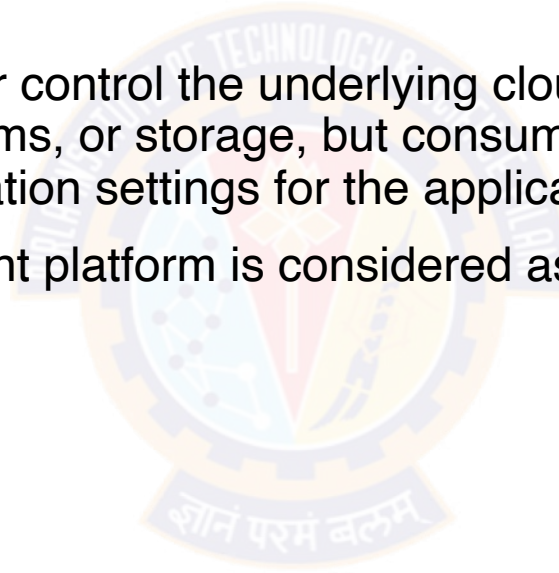 r control the underlying clou
ms, or storage, but consum
ation settings for the applica
nt platform is considered as
ज्ञानं परमं बलम्